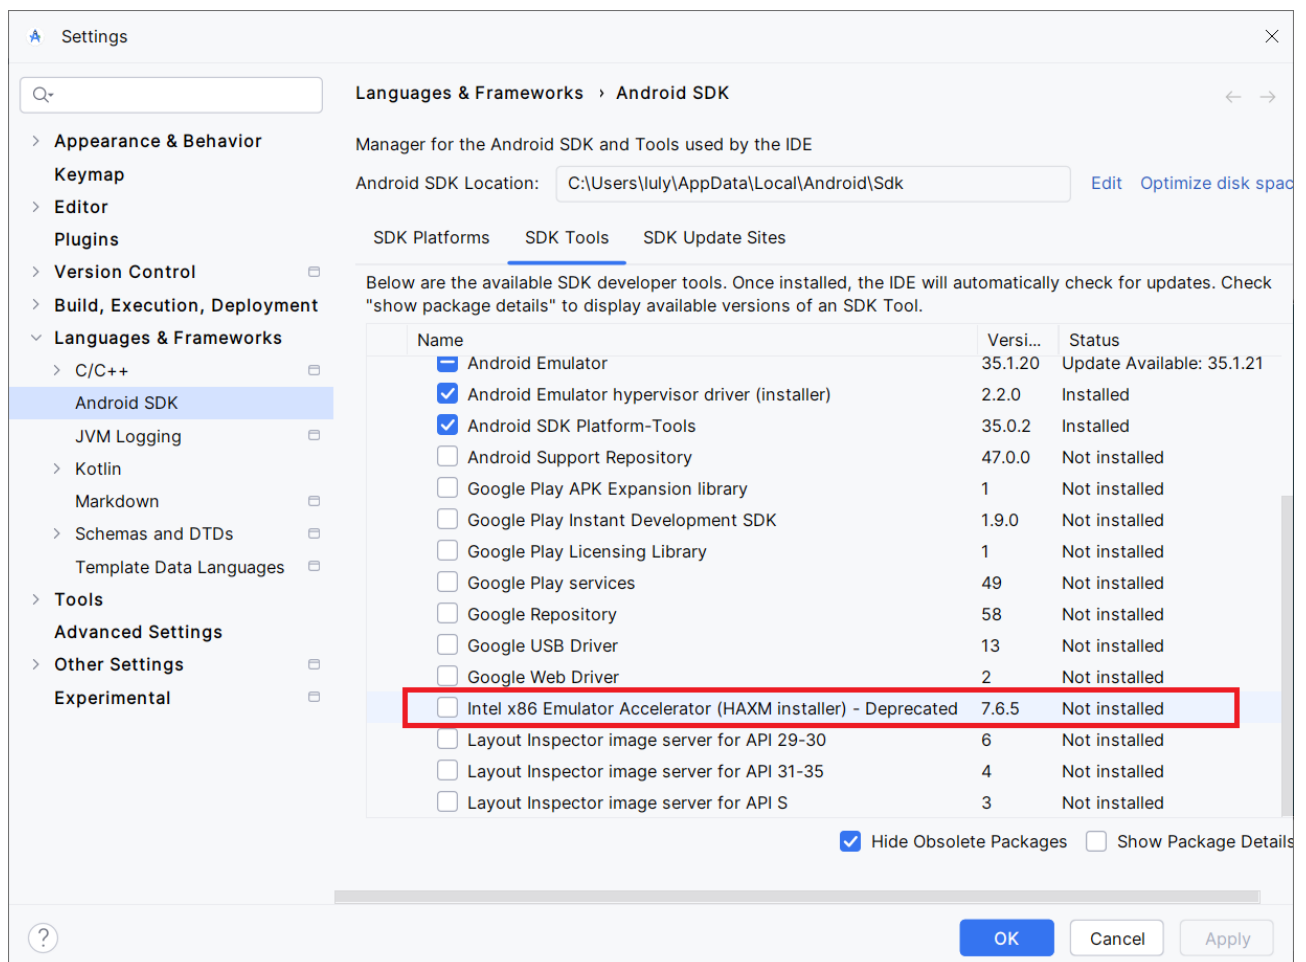 Settings
Languages & Frameworks › Android SDK
Appearance & Behavior
Keymap
Editor
Plugins
Version Control
Build, Execution, Deployment
Languages & Frameworks
C/C++
Android SDK
JVM Logging
Kotlin
Markdown
Schemas and DTDs
Template Data Languages
Tools
Advanced Settings
Other Settings
Experimental
Manager for the Android SDK and Tools used by the IDE
Android SDK Location: C:\Users\luly\AppData\Local\Android\Sdk Edit Optimize disk spac
SDK Platforms SDK Tools SDK Update Sites
Below are the available SDK developer tools. Once installed, the IDE will automatically check for updates. Check
"show package details" to display available versions of an SDK Tool.
Name Versi... Status
Android Emulator 35.1.20 Update Available: 35.1.21
Android Emulator hypervisor driver (installer) 2.2.0 Installed
Android SDK Platform-Tools 35.0.2 Installed
Android Support Repository 47.0.0 Not installed
Google Play APK Expansion library 1 Not installed
Google Play Instant Development SDK 1.9.0 Not installed
Google Play Licensing Library 1 Not installed
Google Play services 49 Not installed
Google Repository 58 Not installed
Google USB Driver 13 Not installed
Google Web Driver 2 Not installed
Intel x86 Emulator Accelerator (HAXM installer) - Deprecated 7.6.5 Not installed
Layout Inspector image server for API 29-30 6 Not installed
Layout Inspector image server for API 31-35 4 Not installed
Layout Inspector image server for API S 3 Not installed
Hide Obsolete Packages Show Package Details
? OK Cancel Apply